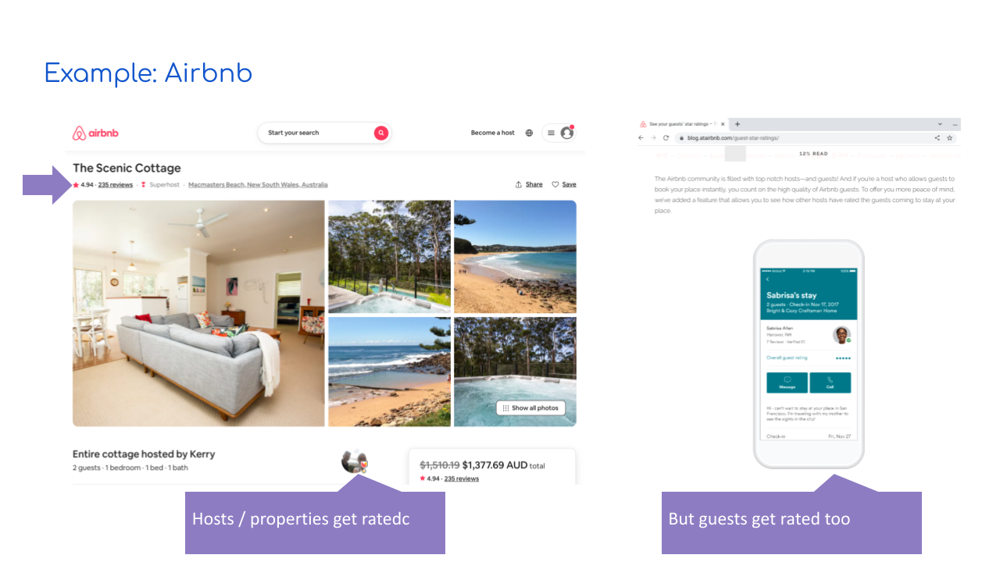 Example: Airbnb
airbnb
Start your search
Become a host
The Scenic Cottage
4.94 · 235 reviews · Superhost · Macmasters Beach, New South Wales, Australia
Share Save
Show all photos
Entire cottage hosted by Kerry
2 guests · 1 bedroom · 1 bed · 1 bath
$1,510.19 $1,377.69 AUD total
4.94 · 235 reviews
Hosts / properties get ratedc
See your guests' star ratings –
blog.atairbnb.com/guest-star-ratings/
12% READ
The Airbnb community is filled with top notch hosts—and guests! And if you're a host who allows guests to
book your place instantly, you count on the high quality of Airbnb guests. To offer you more peace of mind,
we've added a feature that allows you to see how other hosts have rated the guests coming to stay at your
place.
100%
Sabrisa's stay
2 guests · Check-in Nov 17, 2017
Bright & Cozy Craftsman Home
Sabrisa Allen
7 Reviews · Verified ID
Overall guest rating
Message Call
Hi - can't wait to stay at your place in San
Francisco. I'm traveling with my mother to
see the sights in the city!
Check-in Fri, Nov 27
But guests get rated too